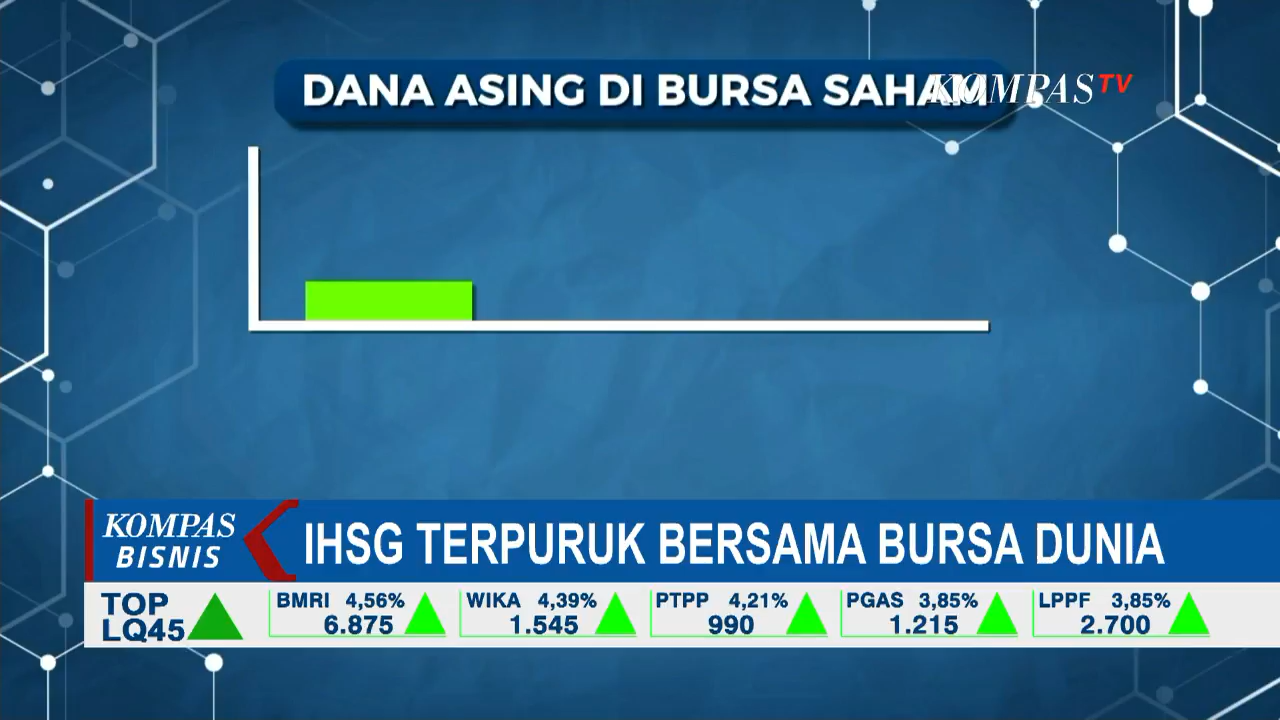 DANA ASING DI BURSA SAHAM
KOMPAS TV
KOMPAS BISNIS
IHSG TERPURUK BERSAMA BURSA DUNIA
TOP LQ45
BMRI 4,56% 6.875
WIKA 4,39% 1.545
PTPP 4,21% 990
PGAS 3,85% 1.215
LPPF 3,85% 2.700